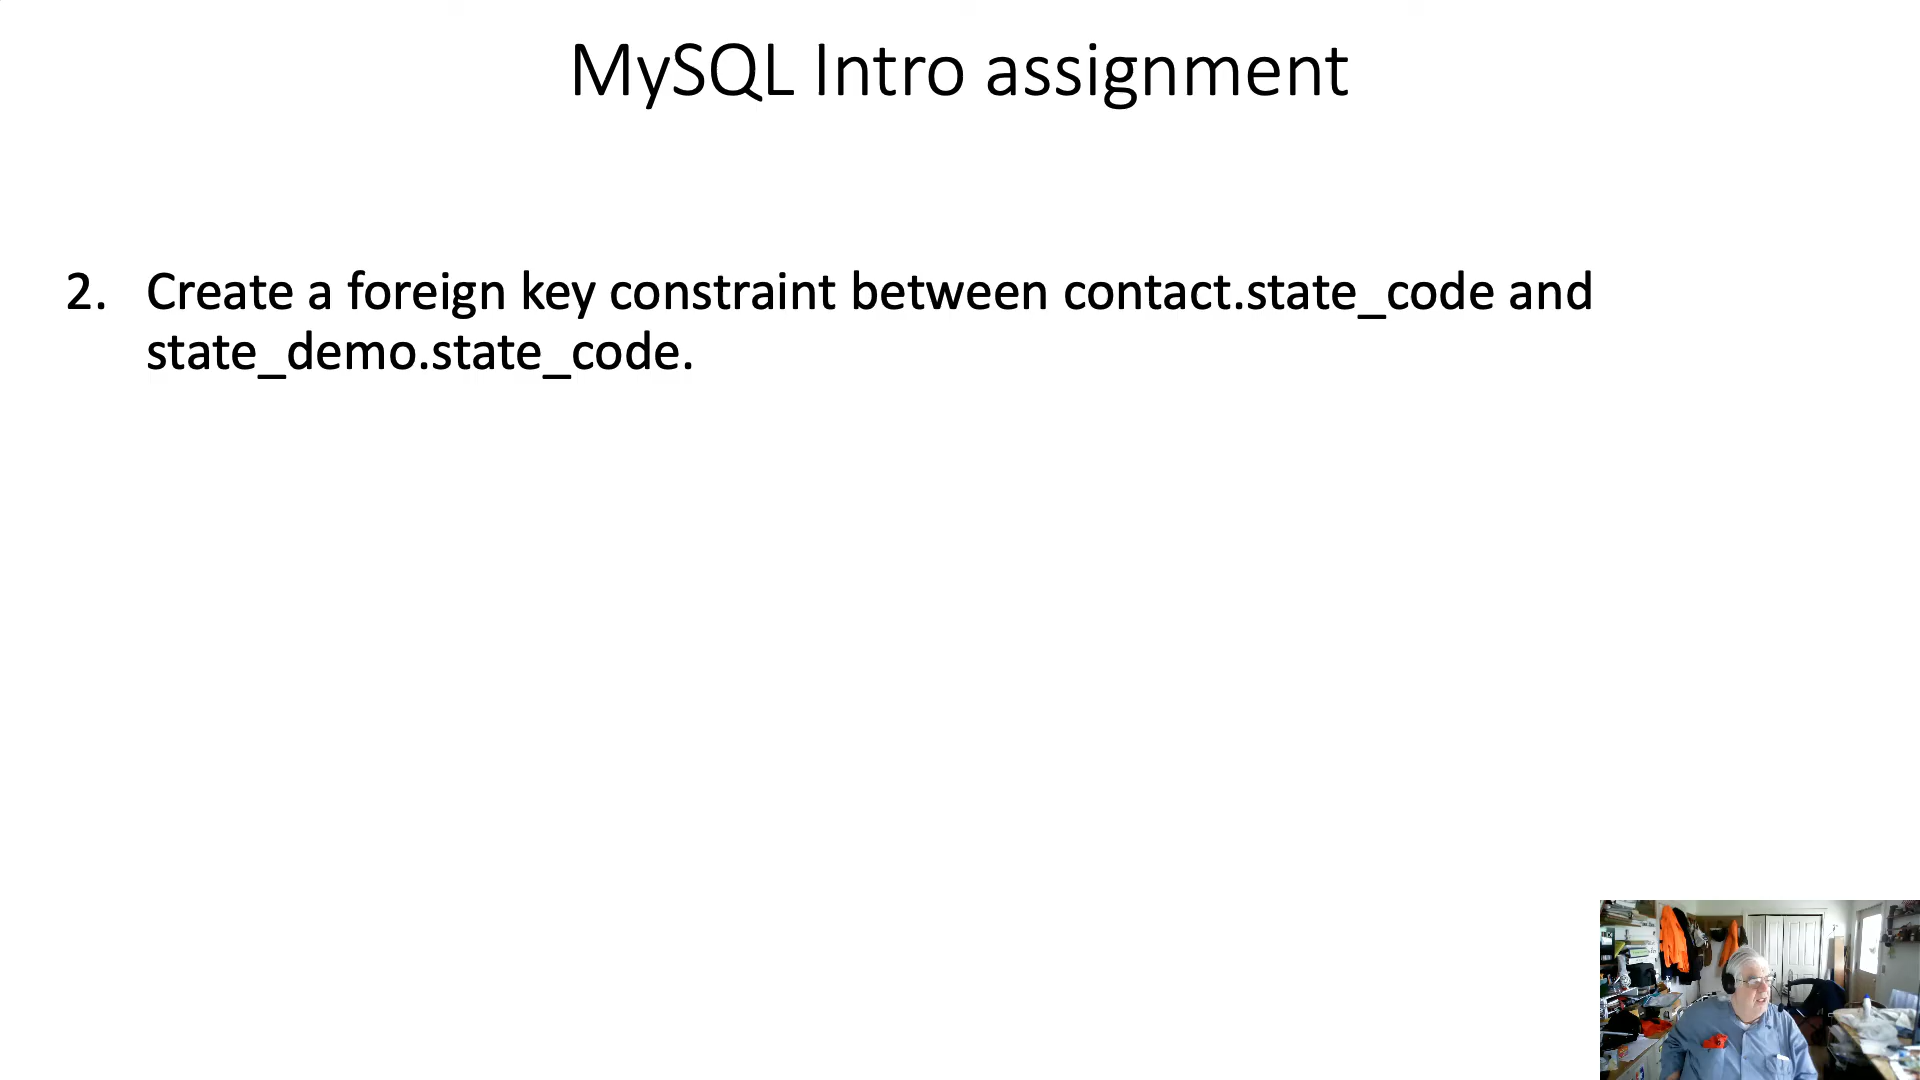 MySQL Intro assignment
2. Create a foreign key constraint between contact.state_code and
state_demo.state_code.